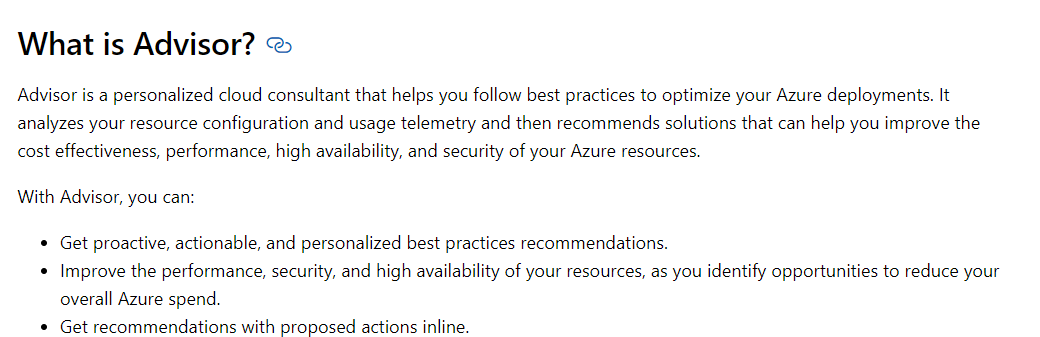 What is Advisor?
Advisor is a personalized cloud consultant that helps you follow best practices to optimize your Azure deployments. It
analyzes your resource configuration and usage telemetry and then recommends solutions that can help you improve the
cost effectiveness, performance, high availability, and security of your Azure resources.
With Advisor, you can:
• Get proactive, actionable, and personalized best practices recommendations.
• Improve the performance, security, and high availability of your resources, as you identify opportunities to reduce your
overall Azure spend.
• Get recommendations with proposed actions inline.